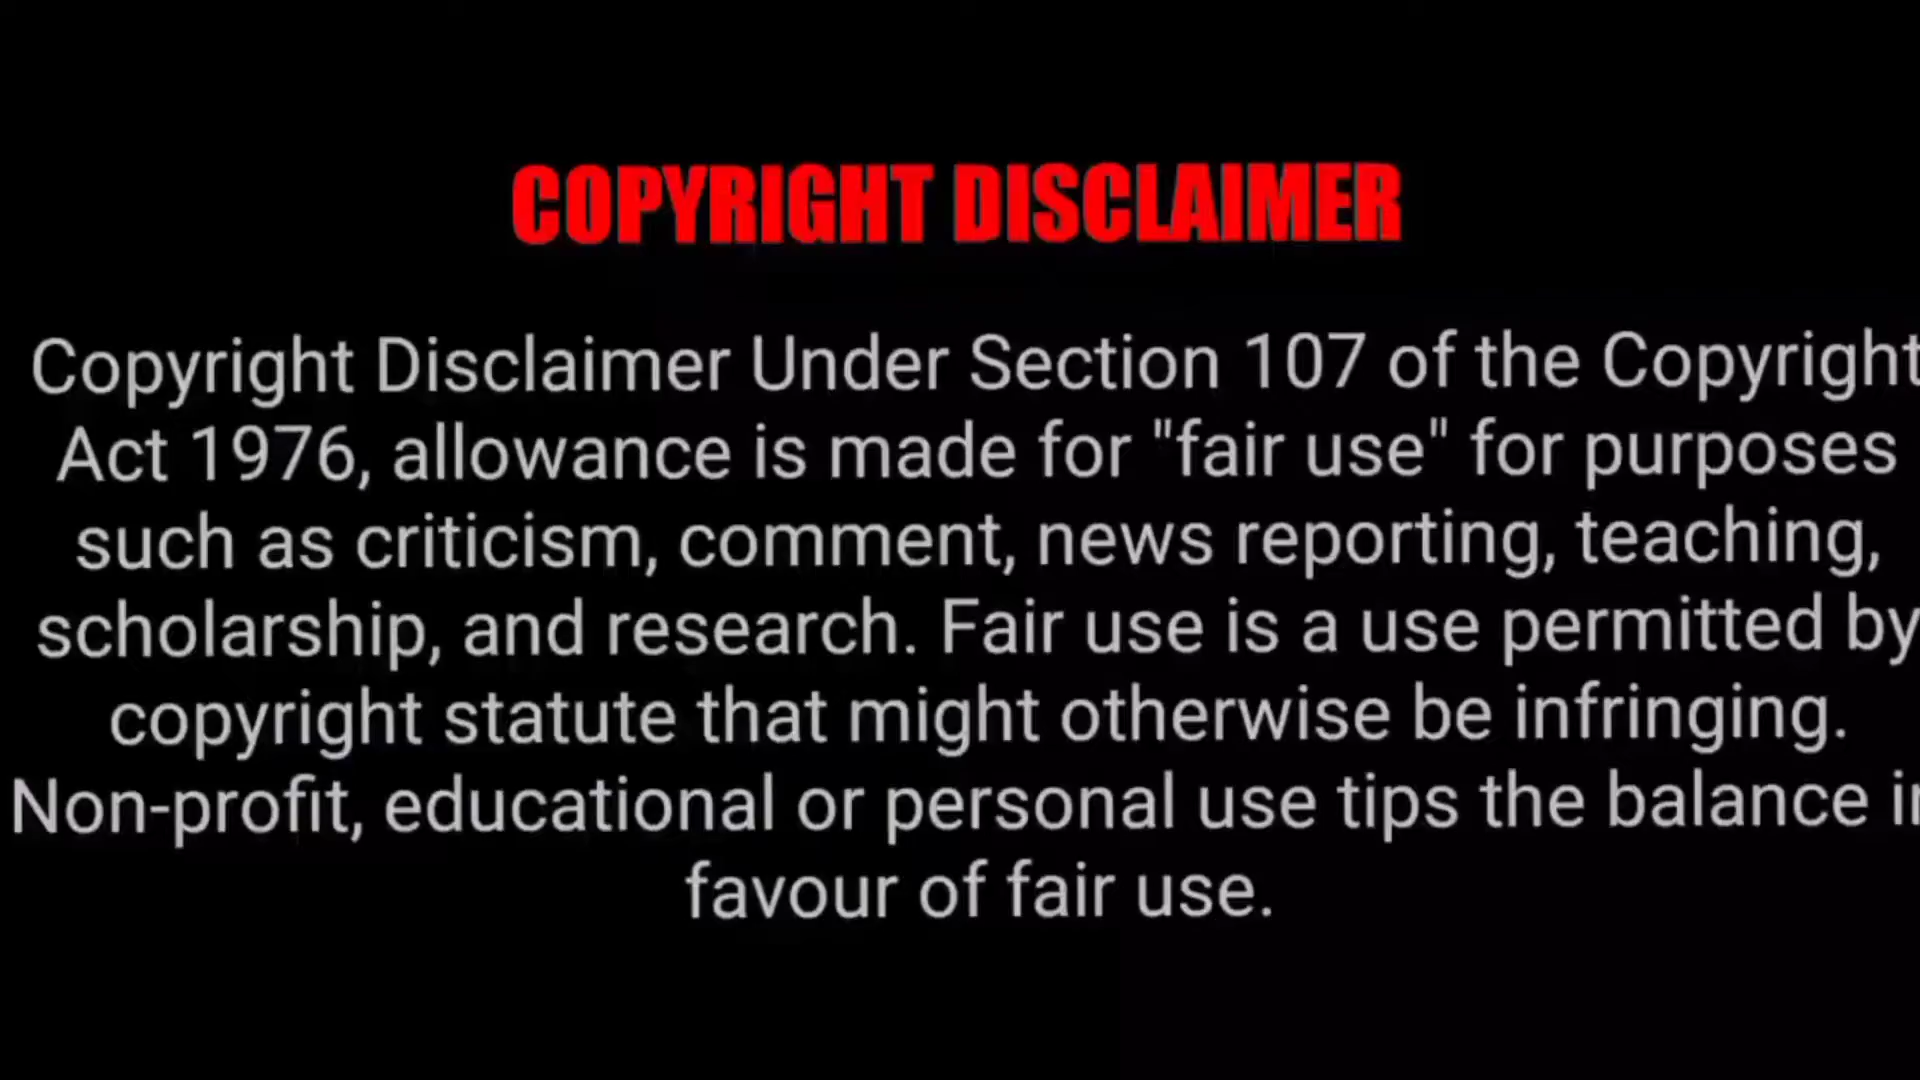 COPYRIGHT DISCLAIMER
Copyright Disclaimer Under Section 107 of the Copyright
Act 1976, allowance is made for "fair use" for purposes
such as criticism, comment, news reporting, teaching,
scholarship, and research. Fair use is a use permitted by
copyright statute that might otherwise be infringing.
Non-profit, educational or personal use tips the balance in
favour of fair use.